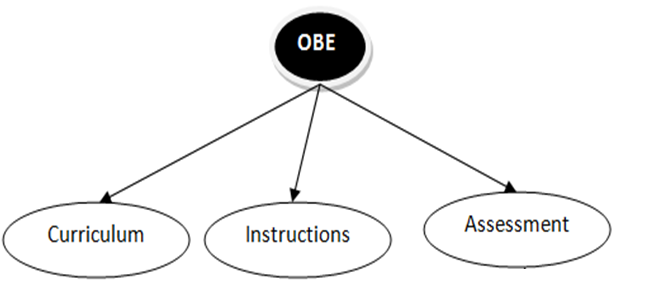 OBE
Curriculum
Instructions
Assessment